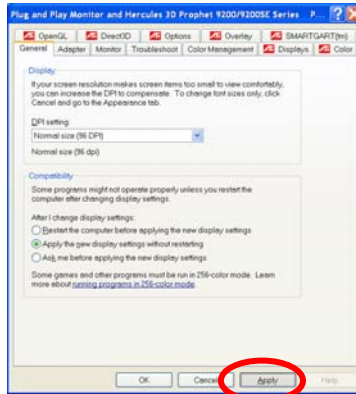 Plug and Play Monitor and Hercules 3D Prophet 9200/9200SE Series P...
OpenGL Direct3D Options Overlay SMARTGART(tm)
General Adapter Monitor Troubleshoot Color Management Displays Color
Display
If your screen resolution makes screen items too small to view comfortably,
you can increase the DPI to compensate. To change font sizes only, click
Cancel and go to the Appearance tab.
DPI setting:
Normal size (96 DPI)
Normal size (96 dpi)
Compatibility
Some programs might not operate properly unless you restart the
computer after changing display settings.
After I change display settings:
Restart the computer before applying the new display settings
Apply the new display settings without restarting
Ask me before applying the new display settings
Some games and other programs must be run in 256-color mode. Learn
more about running programs in 256-color mode.
OK Cancel Apply Help